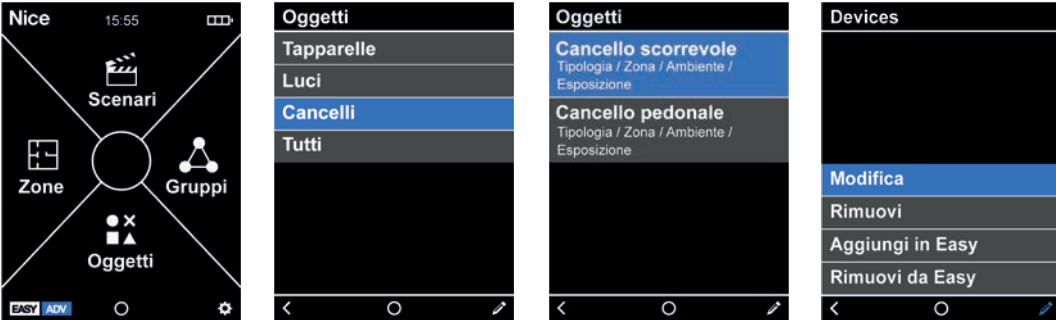 Nice 15:55
Scenari
Zone
Gruppi
Oggetti
EASY ADV
Oggetti
Tapparelle
Luci
Cancelli
Tutti
Oggetti
Cancello scorrevole
Tipologia / Zona / Ambiente /
Esposizione
Cancello pedonale
Tipologia / Zona / Ambiente /
Esposizione
Devices
Modifica
Rimuovi
Aggiungi in Easy
Rimuovi da Easy